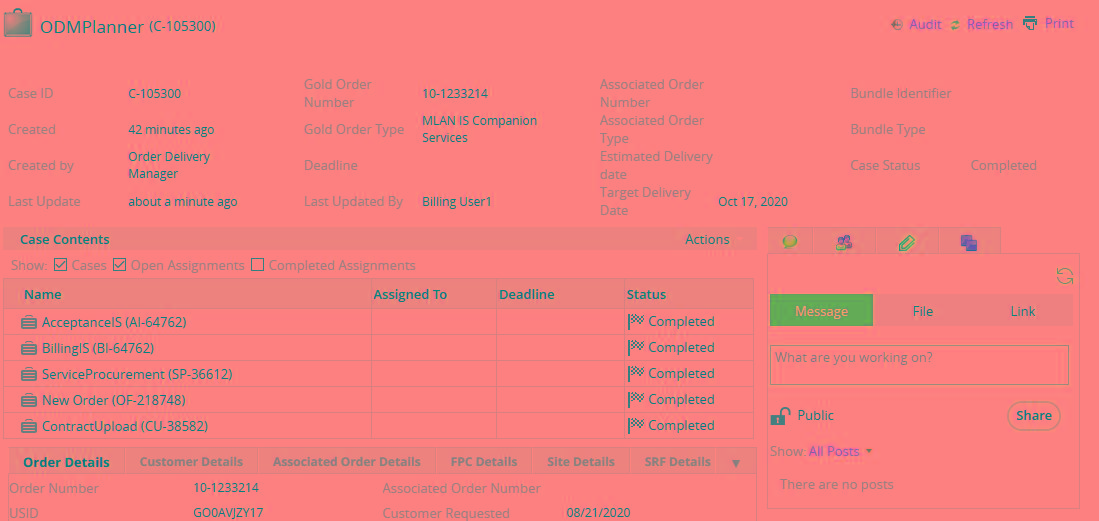 ODMPlanner (C-105300)
Audit Refresh Print
Case ID C-105300 Gold Order Number 10-1233214 Associated Order Number Bundle Identifier
Created 42 minutes ago Gold Order Type MLAN IS Companion Services Associated Order Type Bundle Type
Created by Order Delivery Manager Deadline Estimated Delivery date Case Status Completed
Last Update about a minute ago Last Updated By Billing User1 Target Delivery Date Oct 17, 2020
Case Contents Actions
Show: Cases Open Assignments Completed Assignments
Name Assigned To Deadline Status
AcceptanceIS (AI-64762) Completed
BillingIS (BI-64762) Completed
ServiceProcurement (SP-36612) Completed
New Order (OF-218748) Completed
ContractUpload (CU-38582) Completed
Order Details Customer Details Associated Order Details FPC Details Site Details SRF Details
Order Number 10-1233214 Associated Order Number
USID GO0AVJZY17 Customer Requested 08/21/2020
Message File Link
What are you working on?
Public Share
Show: All Posts
There are no posts